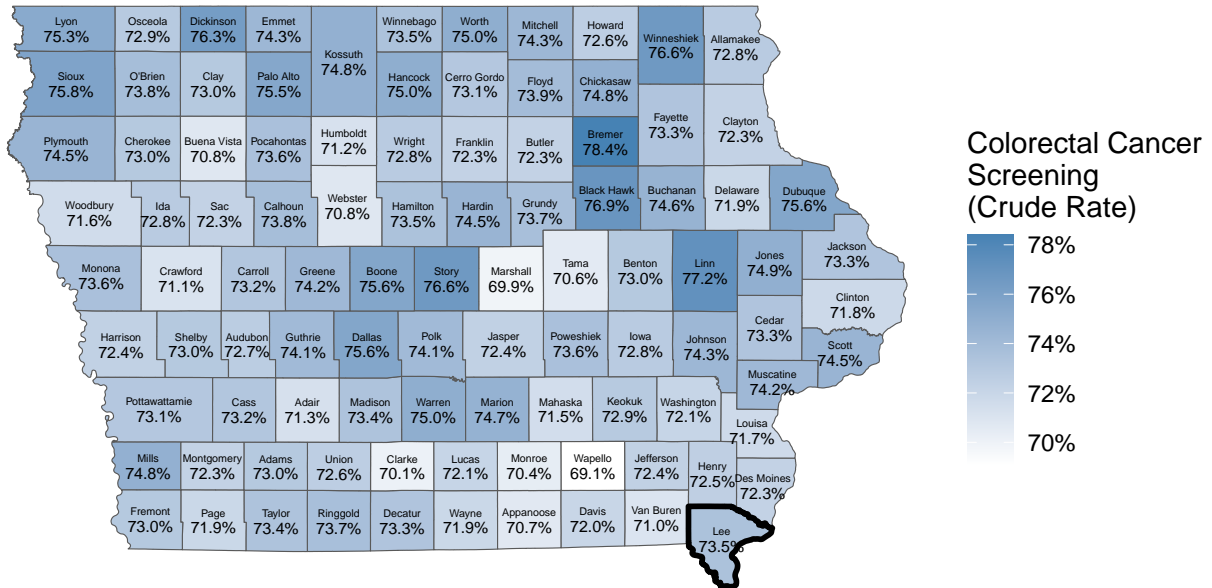 Lyon
75.3%
Osceola
72.9%
Dickinson
76.3%
Emmet
74.3%
Kossuth
74.8%
Winnebago
73.5%
Worth
75.0%
Mitchell
74.3%
Howard
72.6%
Winneshiek
76.6%
Allamakee
72.8%
Sioux
75.8%
O'Brien
73.8%
Clay
73.0%
Palo Alto
75.5%
Hancock
75.0%
Cerro Gordo
73.1%
Floyd
73.9%
Chickasaw
74.8%
Fayette
73.3%
Clayton
72.3%
Plymouth
74.5%
Cherokee
73.0%
Buena Vista
70.8%
Pocahontas
73.6%
Humboldt
71.2%
Wright
72.8%
Franklin
72.3%
Butler
72.3%
Bremer
78.4%
Woodbury
71.6%
Ida
72.8%
Sac
72.3%
Calhoun
73.8%
Webster
70.8%
Hamilton
73.5%
Hardin
74.5%
Grundy
73.7%
Black Hawk
76.9%
Buchanan
74.6%
Delaware
71.9%
Dubuque
75.6%
Monona
73.6%
Crawford
71.1%
Carroll
73.2%
Greene
74.2%
Boone
75.6%
Story
76.6%
Marshall
69.9%
Tama
70.6%
Benton
73.0%
Linn
77.2%
Jones
74.9%
Jackson
73.3%
Clinton
71.8%
Harrison
72.4%
Shelby
73.0%
Audubon
72.7%
Guthrie
74.1%
Dallas
75.6%
Polk
74.1%
Jasper
72.4%
Poweshiek
73.6%
Iowa
72.8%
Johnson
74.3%
Cedar
73.3%
Scott
74.5%
Muscatine
74.2%
Pottawattamie
73.1%
Cass
73.2%
Adair
71.3%
Madison
73.4%
Warren
75.0%
Marion
74.7%
Mahaska
71.5%
Keokuk
72.9%
Washington
72.1%
Louisa
71.7%
Mills
74.8%
Montgomery
72.3%
Adams
73.0%
Union
72.6%
Clarke
70.1%
Lucas
72.1%
Monroe
70.4%
Wapello
69.1%
Jefferson
72.4%
Henry
72.5%
Des Moines
72.3%
Fremont
73.0%
Page
71.9%
Taylor
73.4%
Ringgold
73.7%
Decatur
73.3%
Wayne
71.9%
Appanoose
70.7%
Davis
72.0%
Van Buren
71.0%
Lee
73.5%
Colorectal Cancer
Screening
(Crude Rate)
78%
76%
74%
72%
70%